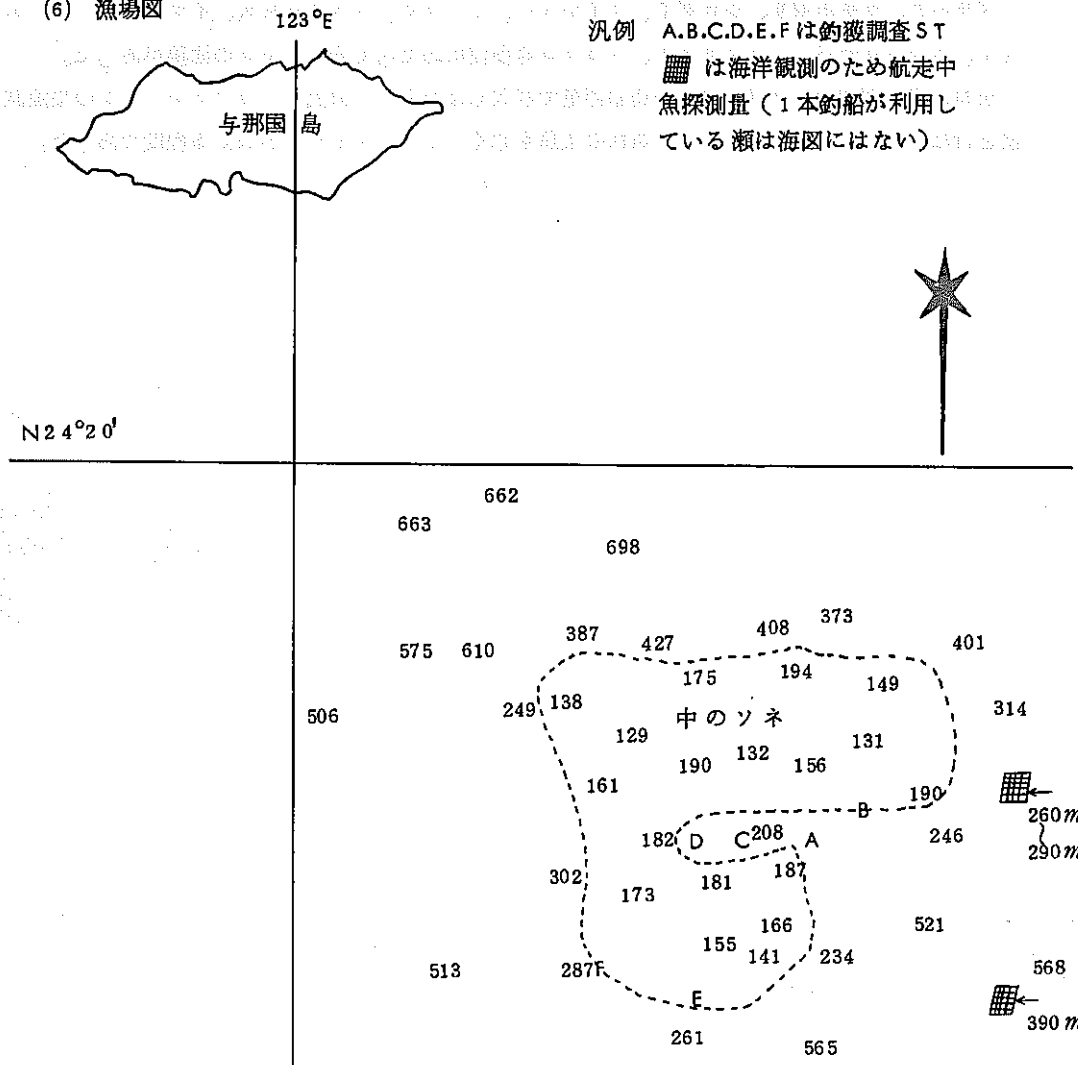 (6) 漁場図
123°E
汎例 A.B.C.D.E.F は釣獲調査ST
は海洋観測のため航走中
魚探測量(1本釣船が利用し
ている瀬は海図にはない)
与那国島
N24°20'
662
663
698
373
387 427 408 401
575 610
175 194 149
249 138 314
506 中のソネ
129 131
190 132 156
161 190
260m
B
208 246
182 D C A 290m
187
302 181
173
166 521
155 141 234
513 287F 568
E 390m
261 565